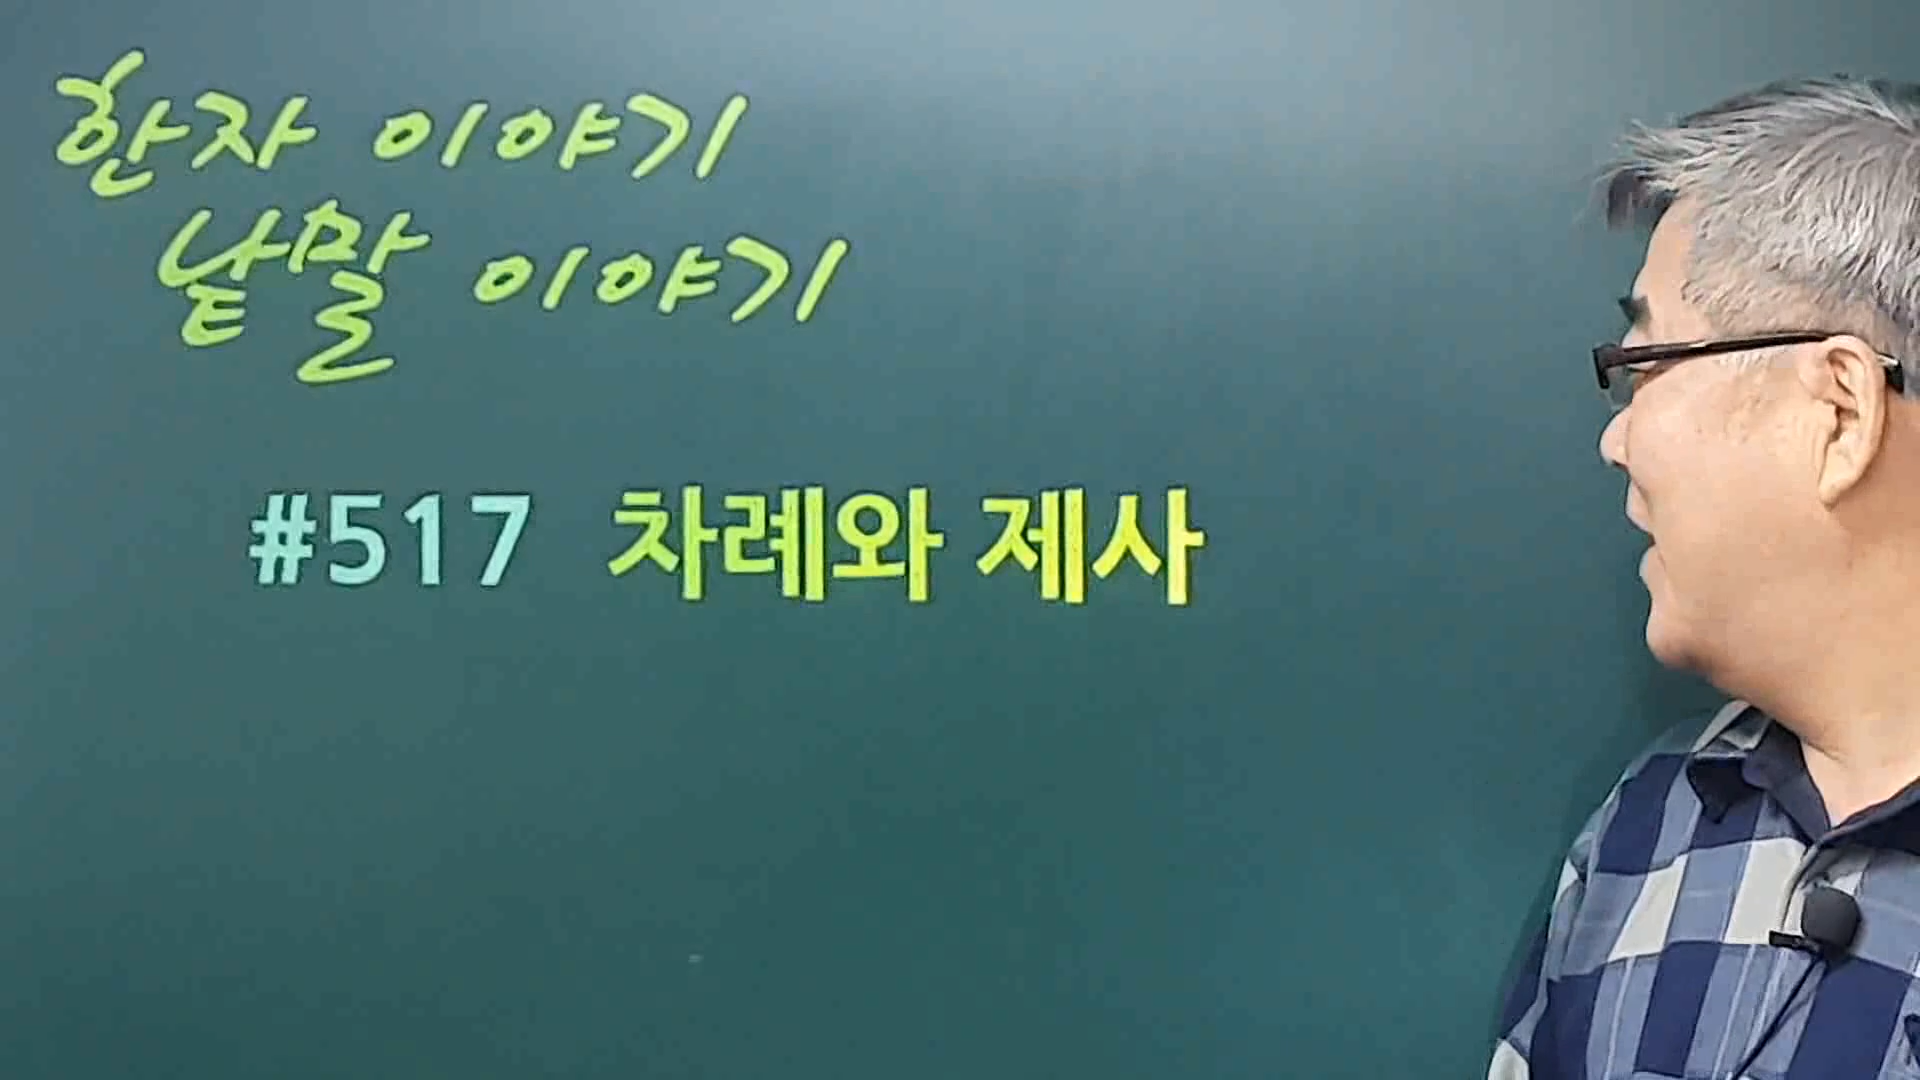 한자 이야기
낱말 이야기
#517 차례와 제사